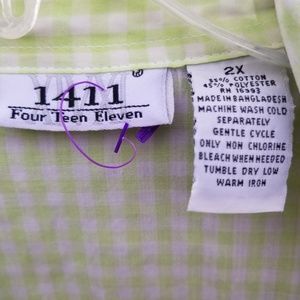 1411
®
Four Teen Eleven
2X
55% COTTON
45% POLYESTER
RN 16993
MADE IN BANGLADESH
MACHINE WASH COLD
SEPARATELY
GENTLE CYCLE
ONLY NON CHLORINE
BLEACH WHEN NEEDED
TUMBLE DRY LOW
WARM IRON